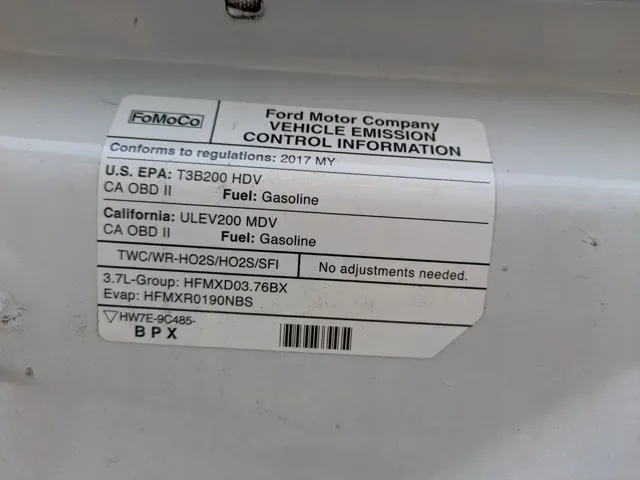 FoMoCo
Ford Motor Company
VEHICLE EMISSION
CONTROL INFORMATION
Conforms to regulations: 2017 MY
U.S. EPA: T3B200 HDV
CA OBD II Fuel: Gasoline
California: ULEV200 MDV
CA OBD II Fuel: Gasoline
TWC/WR-HO2S/HO2S/SFI
No adjustments needed.
3.7L-Group: HFMXD03.76BX
Evap: HFMXR0190NBS
HW7E-9C485-
BPX